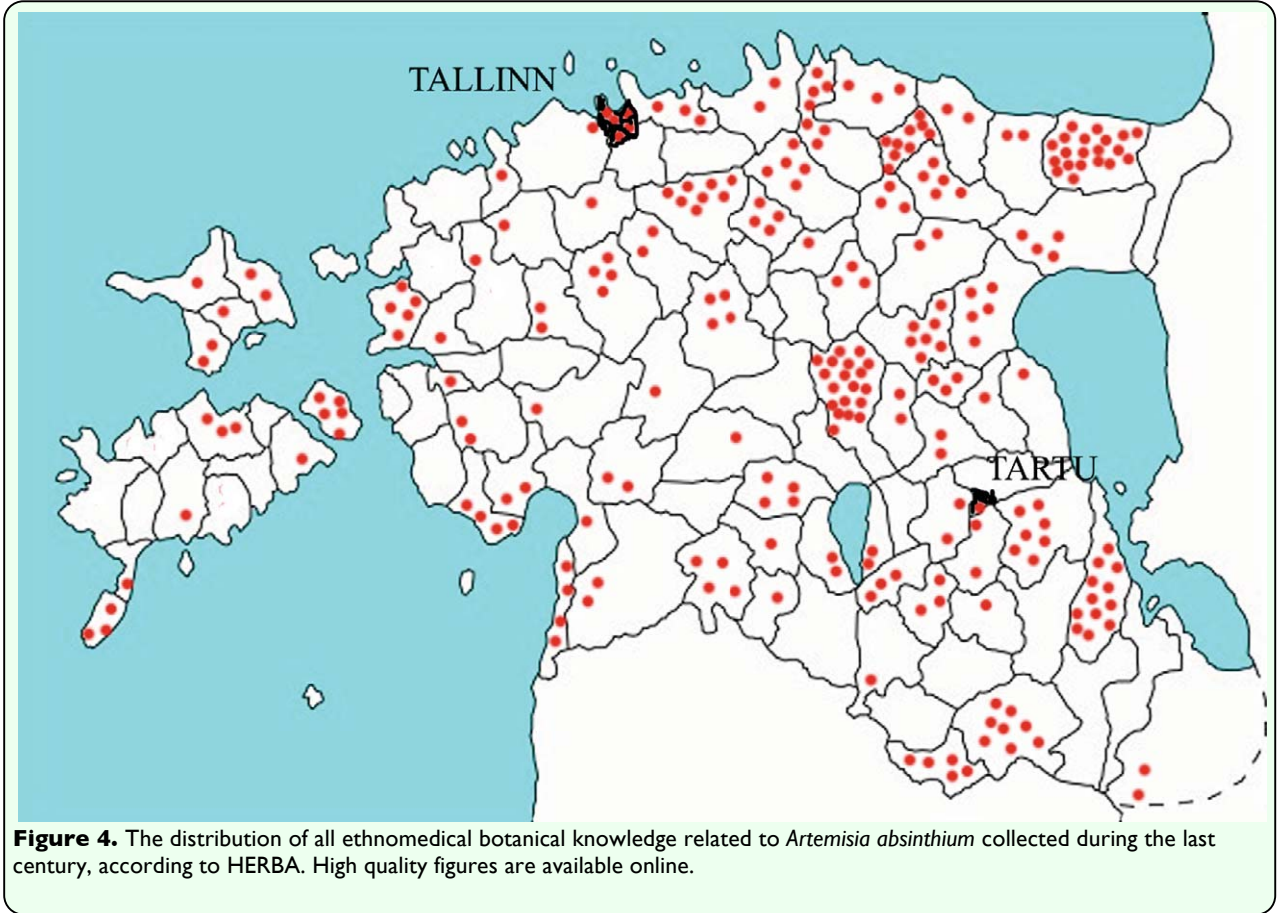 TALLINN
TARTU
Figure 4. The distribution of all ethnomedical botanical knowledge related to Artemisia absinthium collected during the last
century, according to HERBA. High quality figures are available online.